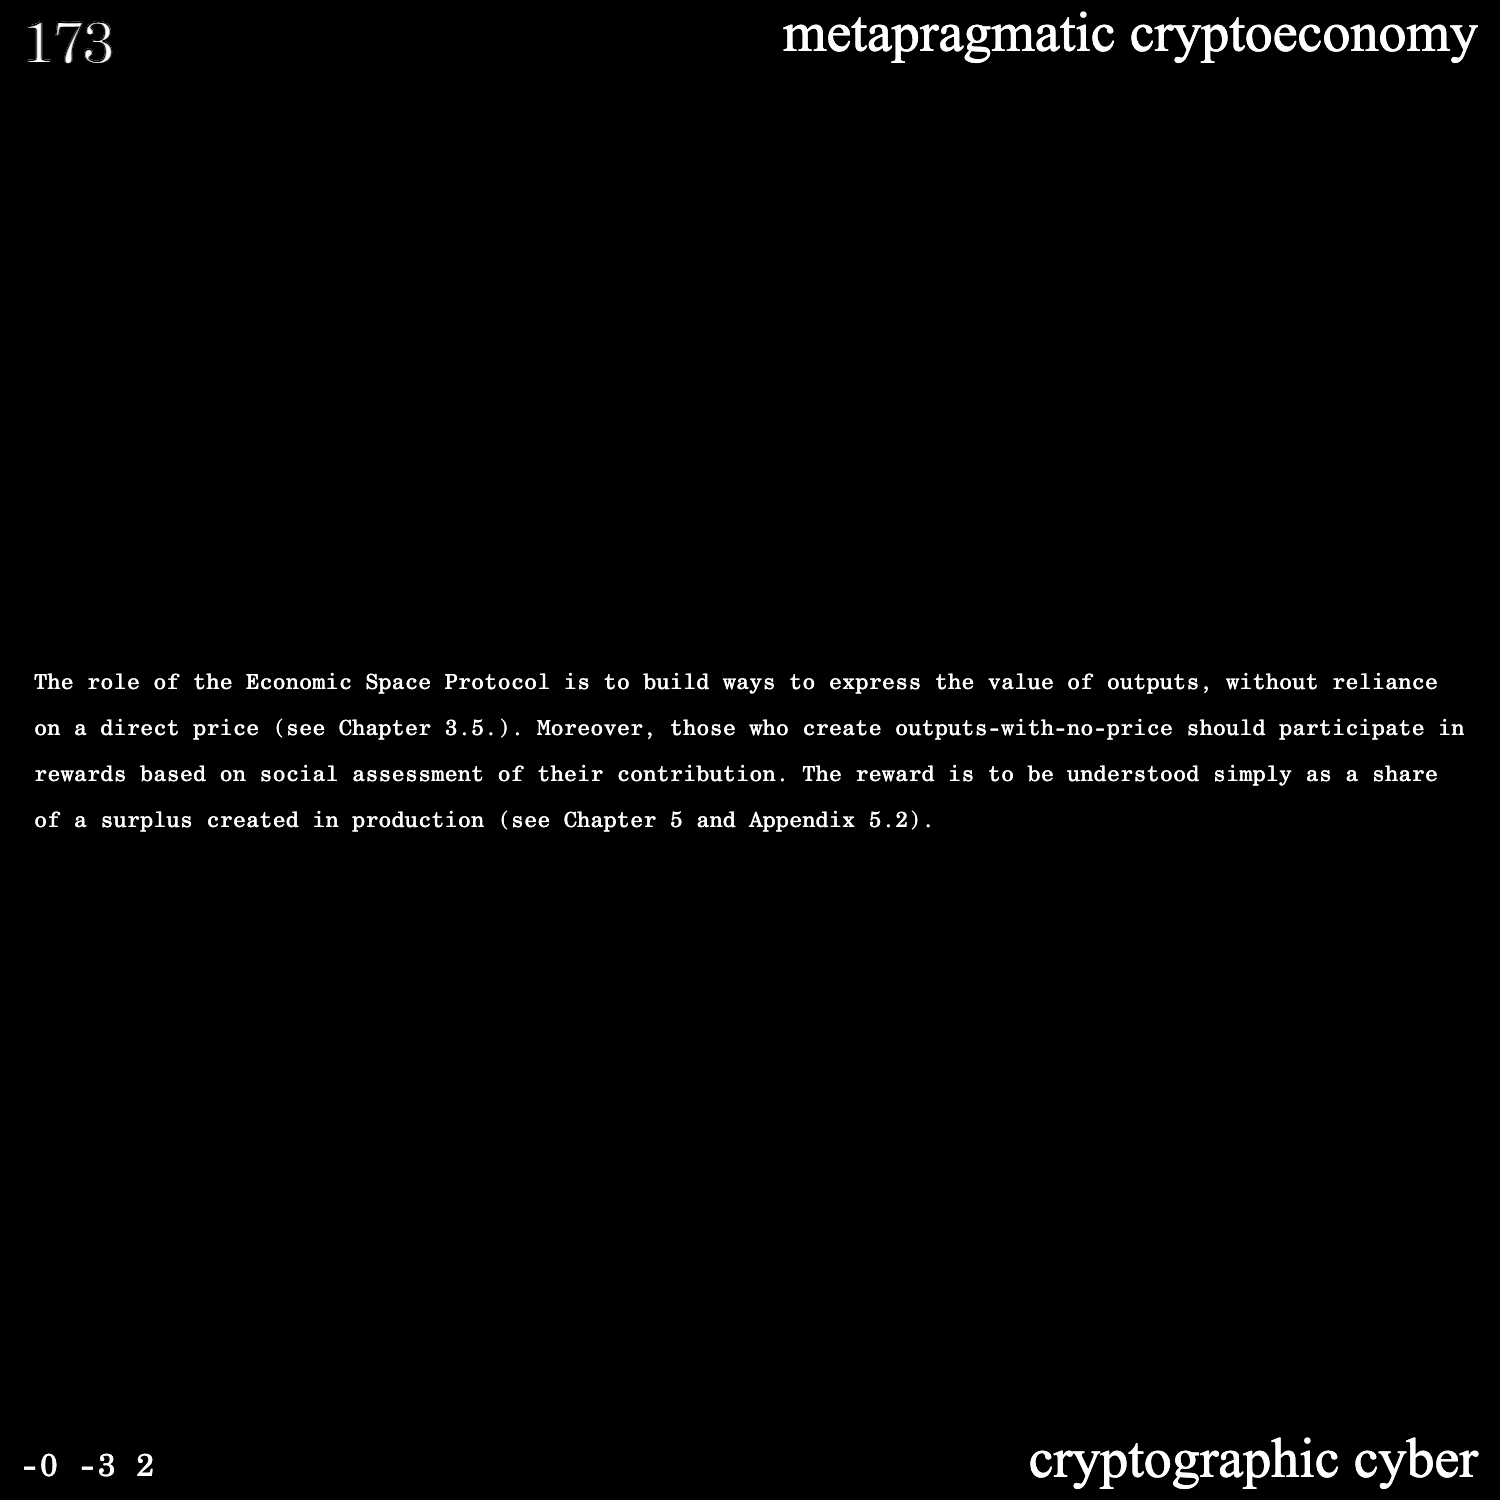 173
metapragmatic cryptoeconomy
The role of the Economic Space Protocol is to build ways to express the value of outputs, without reliance
on a direct price (see Chapter 3.5.). Moreover, those who create outputs-with-no-price should participate in
rewards based on social assessment of their contribution. The reward is to be understood simply as a share
of a surplus created in production (see Chapter 5 and Appendix 5.2).
-0 -3 2
cryptographic cyber